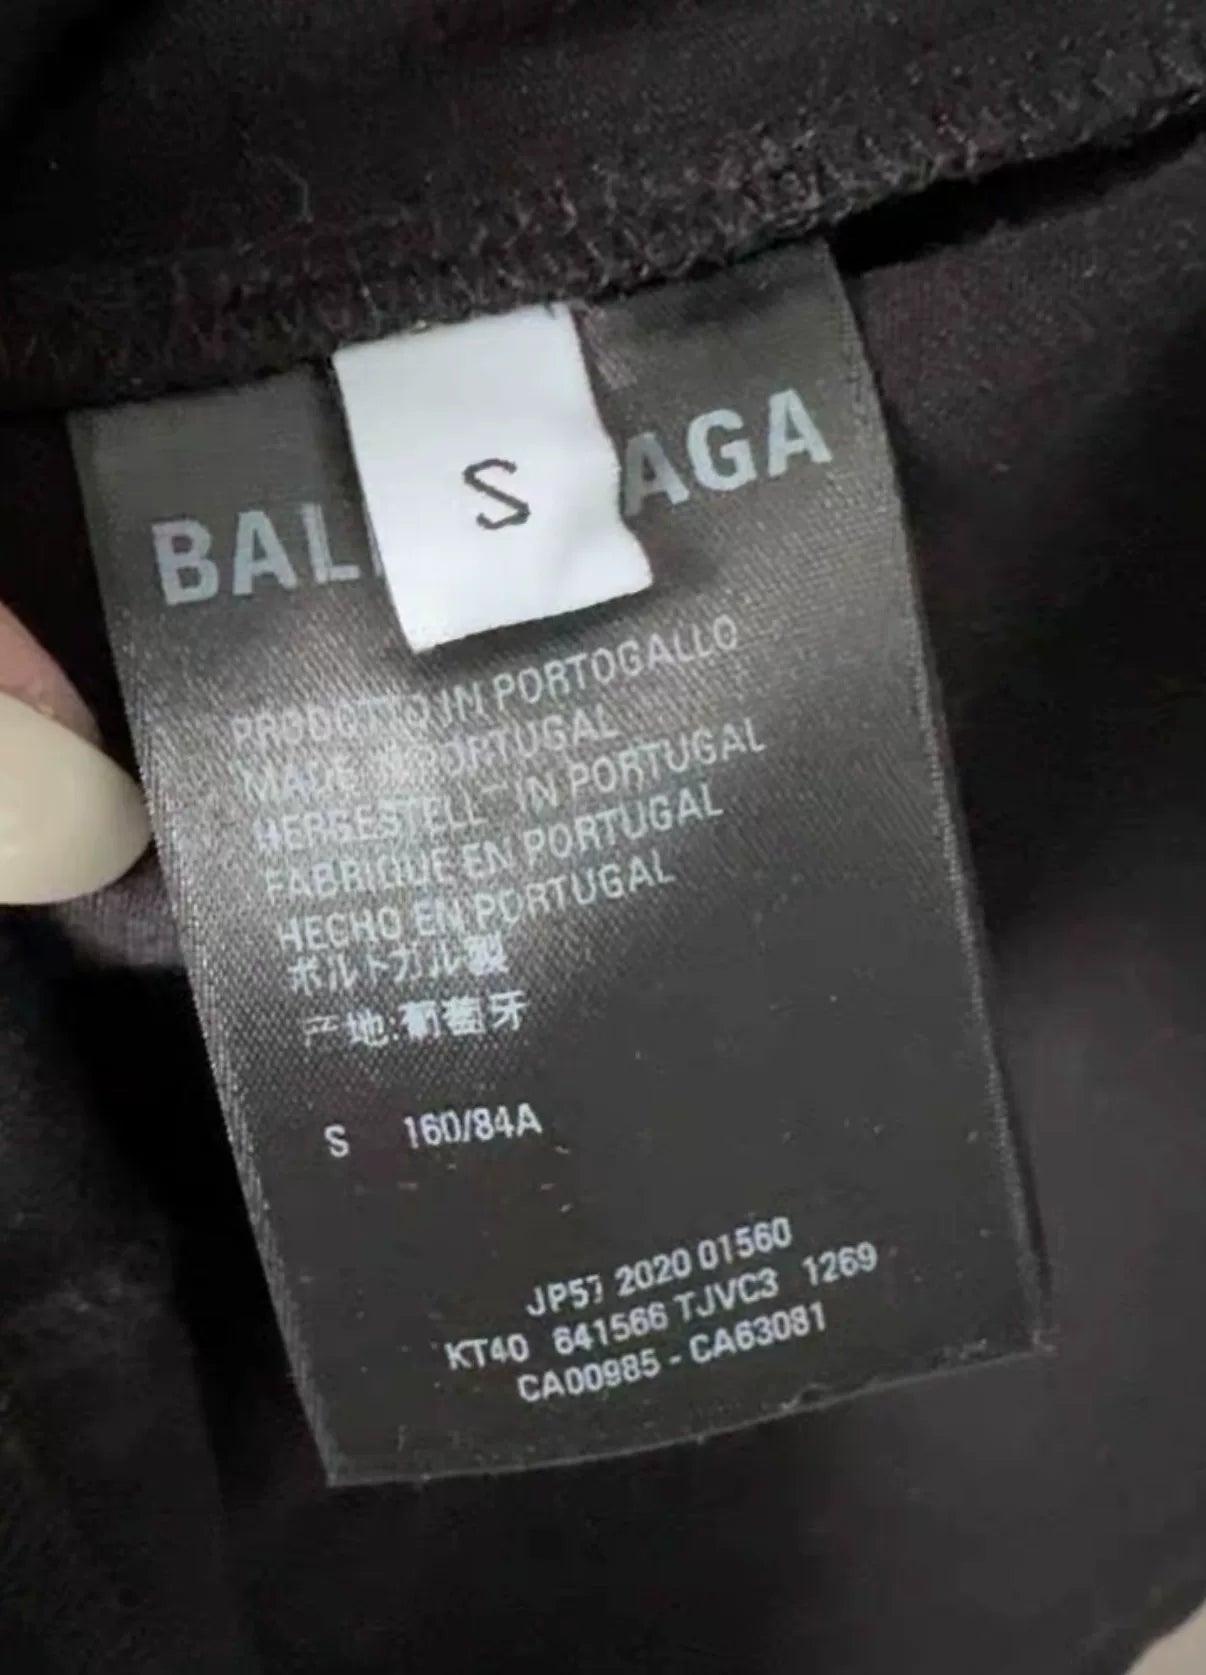 S
BAL AGA
PRODOTTO IN PORTOGALLO
MADE IN PORTUGAL
HERGESTELLT IN PORTUGAL
FABRIQUE EN PORTUGAL
HECHO EN PORTUGAL
ポルトガル製
产地:葡萄牙
S 160/84A
JP57 2020 01560
KT40 641566 TJVC3 1269
CA00985 - CA63081